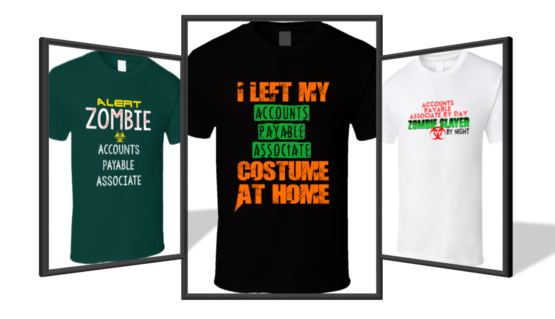 ALERT
ZOMBIE
ACCOUNTS
PAYABLE
ASSOCIATE
I LEFT MY
ACCOUNTS
PAYABLE
ASSOCIATE
COSTUME
AT HOME
ACCOUNTS
PAYABLE
ASSOCIATE BY DAY
ZOMBIE SLAYER
BY NIGHT